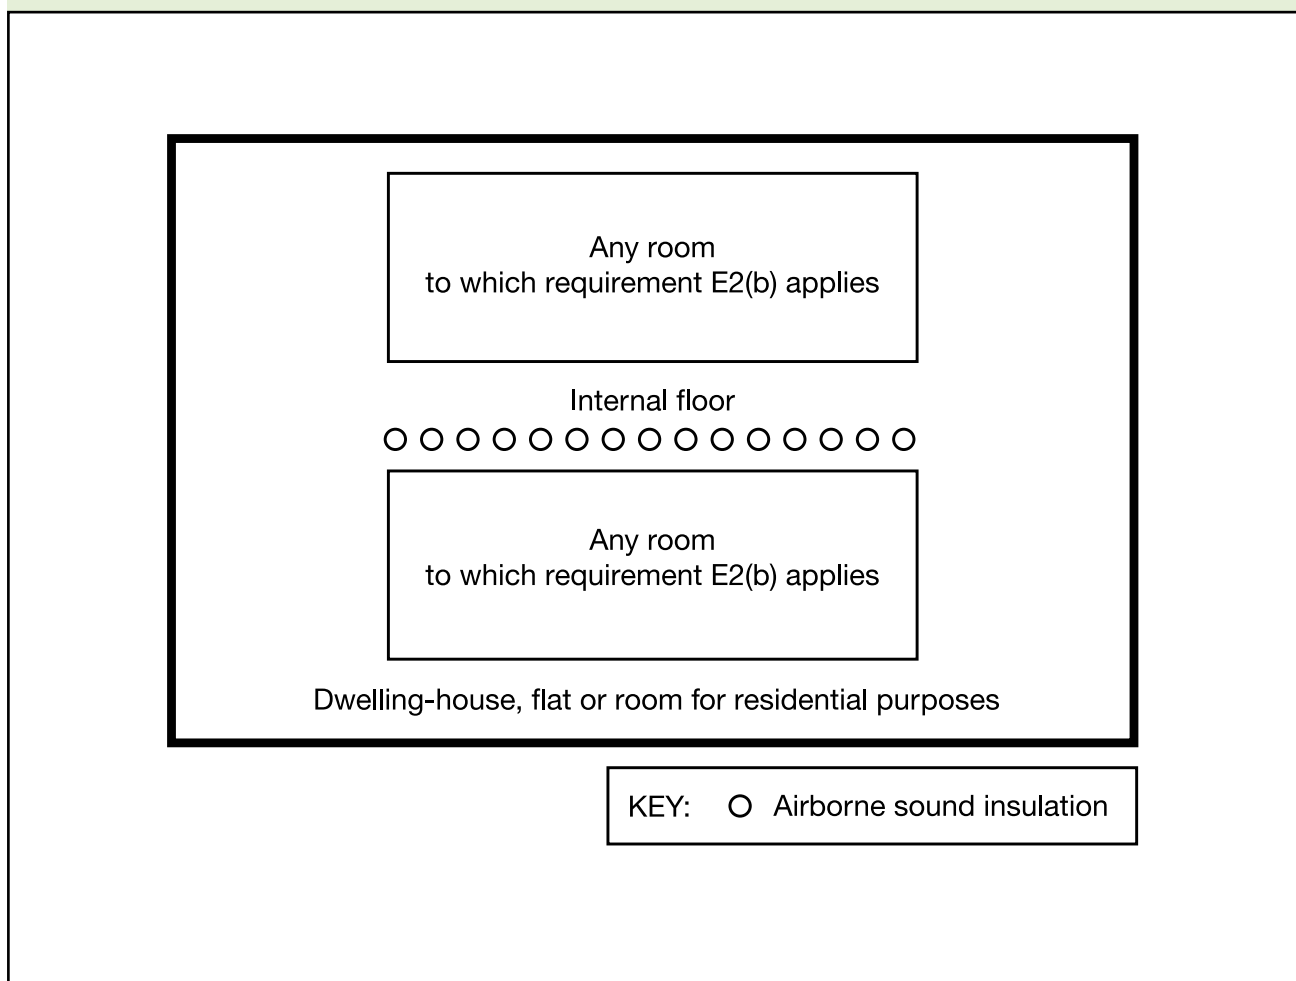 Any room
to which requirement E2(b) applies
Internal floor
Any room
to which requirement E2(b) applies
Dwelling-house, flat or room for residential purposes
KEY: Airborne sound insulation